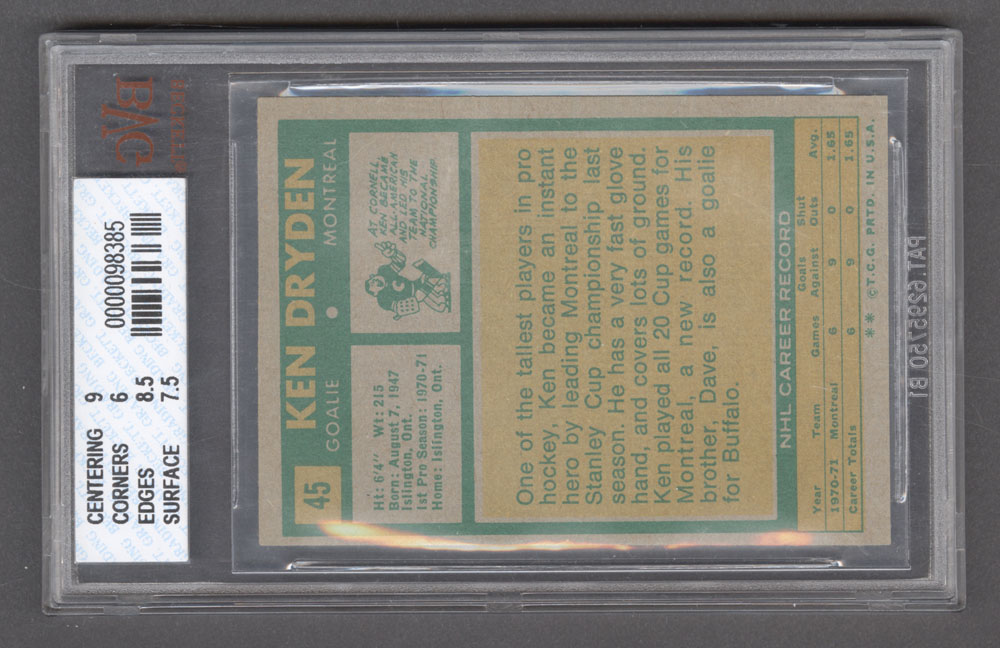 BVG
BECKETT
0000098385
CENTERING 9
CORNERS 6
EDGES 8.5
SURFACE 7.5
45
KEN DRYDEN
GOALIE • MONTREAL
Ht: 6'4" Wt: 215
Born: August 7, 1947
Islington, Ont.
1st Pro Season: 1970-71
Home: Islington, Ont.
AT CORNELL
KEN BECAME
ALL-AMERICAN
AND LED HIS
TEAM TO THE
NATIONAL
CHAMPIONSHIP.
C
One of the tallest players in pro
hockey, Ken became an instant
hero by leading Montreal to the
Stanley Cup championship last
season. He has a very fast glove
hand, and covers lots of ground.
Ken played all 20 Cup games for
Montreal, a new record. His
brother, Dave, is also a goalie
for Buffalo.
NHL CAREER RECORD
Year Team Games Goals Against Shut Outs Avg.
1970-71 Montreal 6 9 0 1.65
Career Totals 6 9 0 1.65
** © T.C.G. PRTD. IN U.S.A.
PAT. 6295750 B1